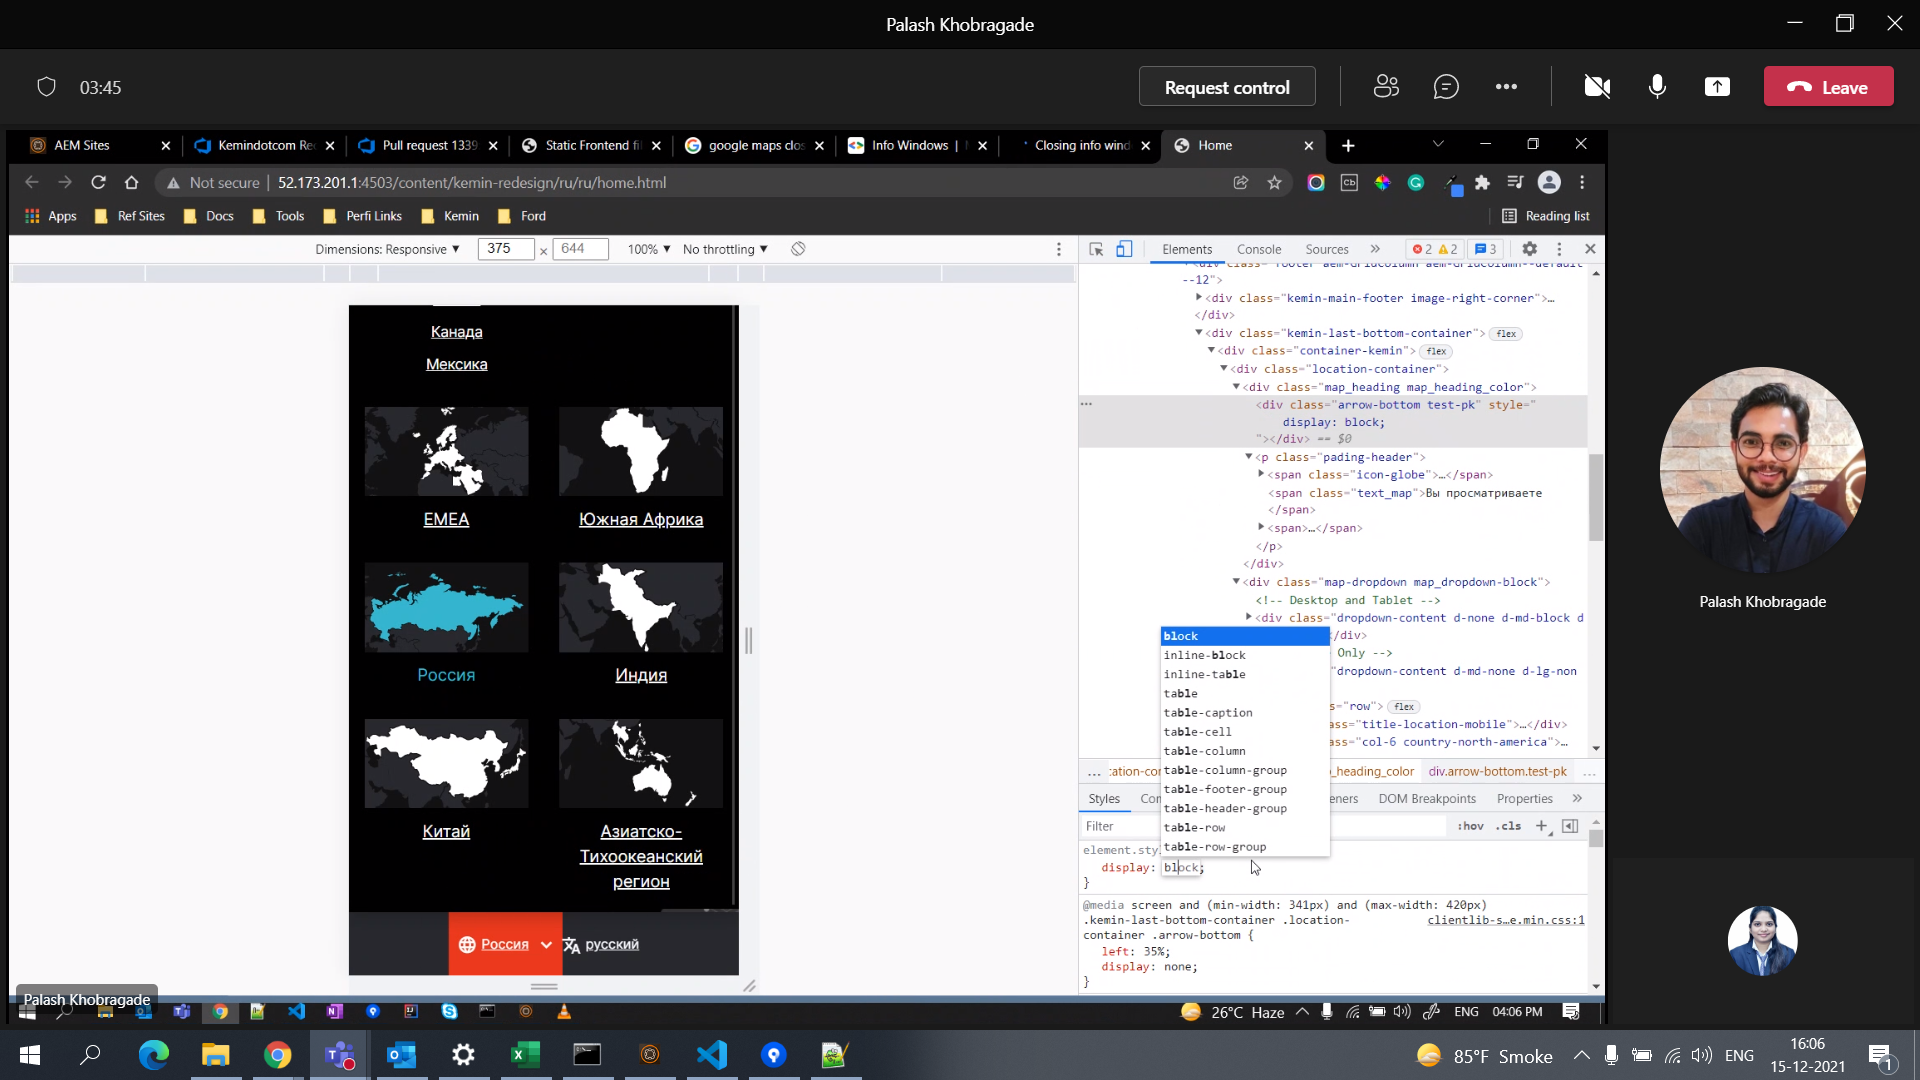 Palash Khobragade
03:45
Request control
Leave
AEM Sites
Kemindotcom Re
Pull request 1339
Static Frontend fi
google maps clos
Info Windows |
Closing info wind
Home
Not secure | 52.173.201.1:4503/content/kemin-redesign/ru/ru/home.html
Apps
Ref Sites
Docs
Tools
Perfi Links
Kemin
Ford
Reading list
Dimensions: Responsive
375 x 644
100%
No throttling
Elements
Console
Sources
2
2
3
Канада
Мексика
EMEA
Южная Африка
Россия
Индия
Китай
Азиатско-
Тихоокеанский
регион
Россия
русский
--12">
<div class="kemin-main-footer image-right-corner">…
</div>
<div class="kemin-last-bottom-container"> flex
<div class="container-kemin"> flex
<div class="location-container">
<div class="map_heading map_heading_color">
<div class="arrow-bottom test-pk" style="
display: block;
"></div> == $0
<p class="pading-header">
<span class="icon-globe">…</span>
<span class="text_map">Вы просматриваете
</span>
<span>…</span>
</p>
</div>
<div class="map-dropdown map_dropdown-block">
<!-- Desktop and Tablet -->
<div class="dropdown-content d-none d-md-block d
/div>
Only -->
"dropdown-content d-md-none d-lg-non
s="row"> flex
ass="title-location-mobile">…</div>
ass="col-6 country-north-america">…
block
inline-block
inline-table
table
table-caption
table-cell
table-column
table-column-group
table-footer-group
table-header-group
table-row
table-row-group
… cation-cor
_heading_color
div.arrow-bottom.test-pk
…
Styles
Con
eners
DOM Breakpoints
Properties
Filter
:hov .cls
element.sty
display: block;
}
@media screen and (min-width: 341px) and (max-width: 420px)
.kemin-last-bottom-container .location-
clientlib-s…e.min.css:1
container .arrow-bottom {
left: 35%;
display: none;
}
Palash Khobragade
26°C Haze
ENG
04:06 PM
Palash Khobragade
85°F Smoke
ENG
16:06
15-12-2021
1